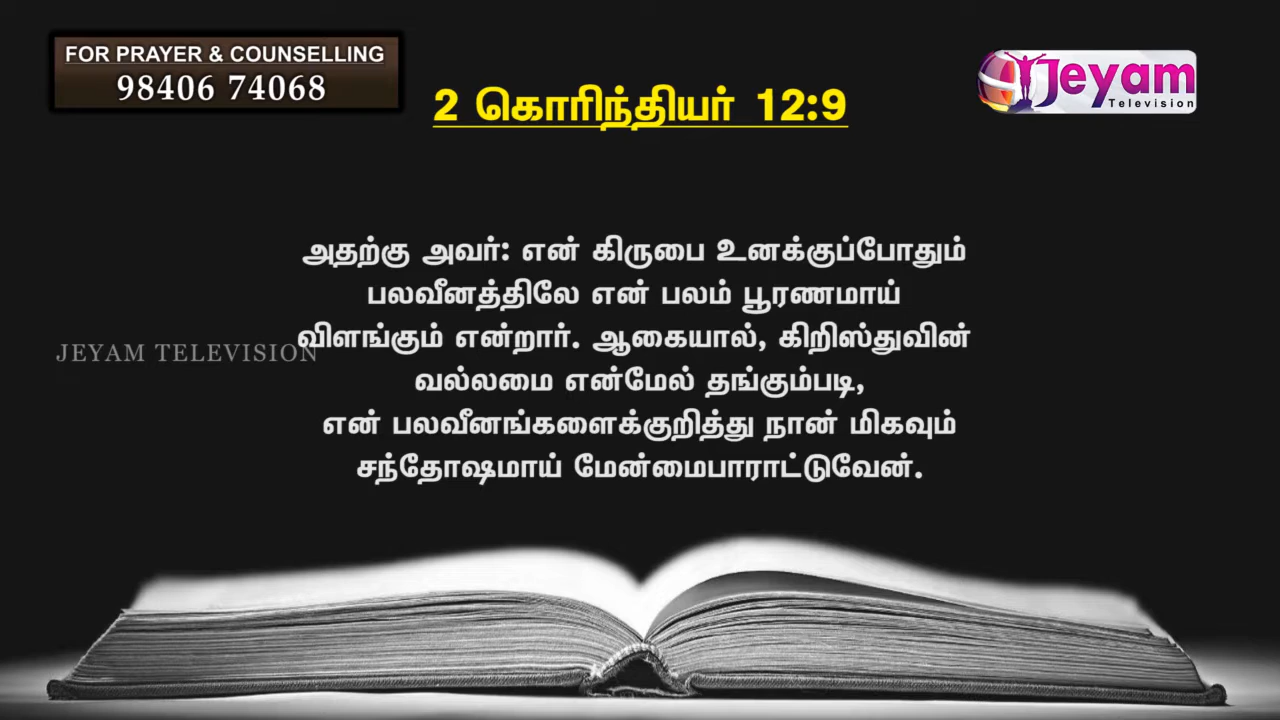 FOR PRAYER & COUNSELLING
98406 74068
Jeyam
Television
2 கொரிந்தியர் 12:9
அதற்கு அவர்: என் கிருபை உனக்குப்போதும்
பலவீனத்திலே என் பலம் பூரணமாய்
விளங்கும் என்றார். ஆகையால், கிறிஸ்துவின்
வல்லமை என்மேல் தங்கும்படி,
என் பலவீனங்களைக்குறித்து நான் மிகவும்
சந்தோஷமாய் மேன்மைபாராட்டுவேன்.
JEYAM TELEVISION